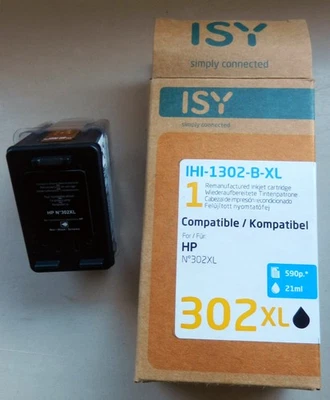 ISY
simply connected
ISY
simply connected
IHI-1302-B-XL
1
Remanufactured inkjet cartridge
Wiederaufbereitete Tintenpatrone
Cabezal de impresión econdicionado
Felújított nyomtatófej
Compatible / Kompatibel
For / Für
HP
N°302XL
590p.*
21ml
302XL
HP N°302XL